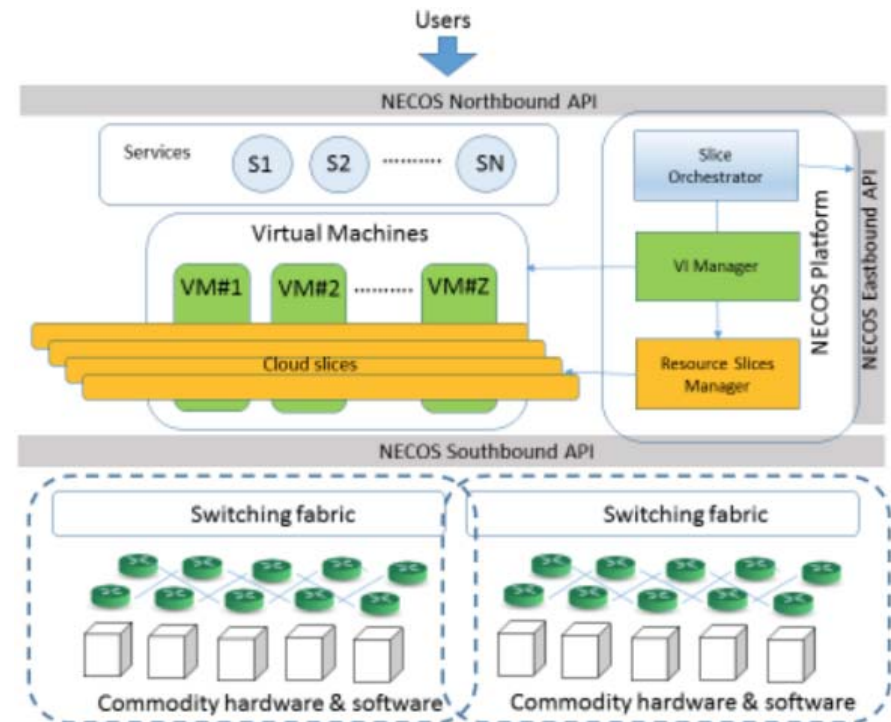 Users
NECOS Northbound API
Services
S1
S2
..........
SN
Slice
Orchestrator
NECOS Eastbound API
NECOS Platform
Virtual Machines
VM#1
VM#2
..........
VM#Z
VI Manager
Cloud slices
Resource Slices
Manager
NECOS Southbound API
Switching fabric
Switching fabric
Commodity hardware & software
Commodity hardware & software